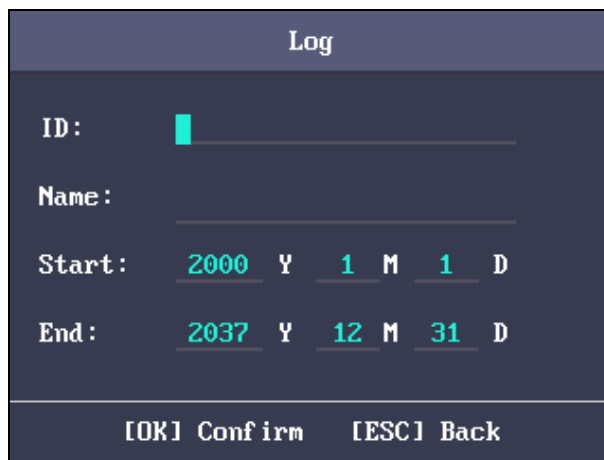 Log
ID:
Name:
Start: 2000 Y 1 M 1 D
End: 2037 Y 12 M 31 D
[OK] Confirm [ESC] Back